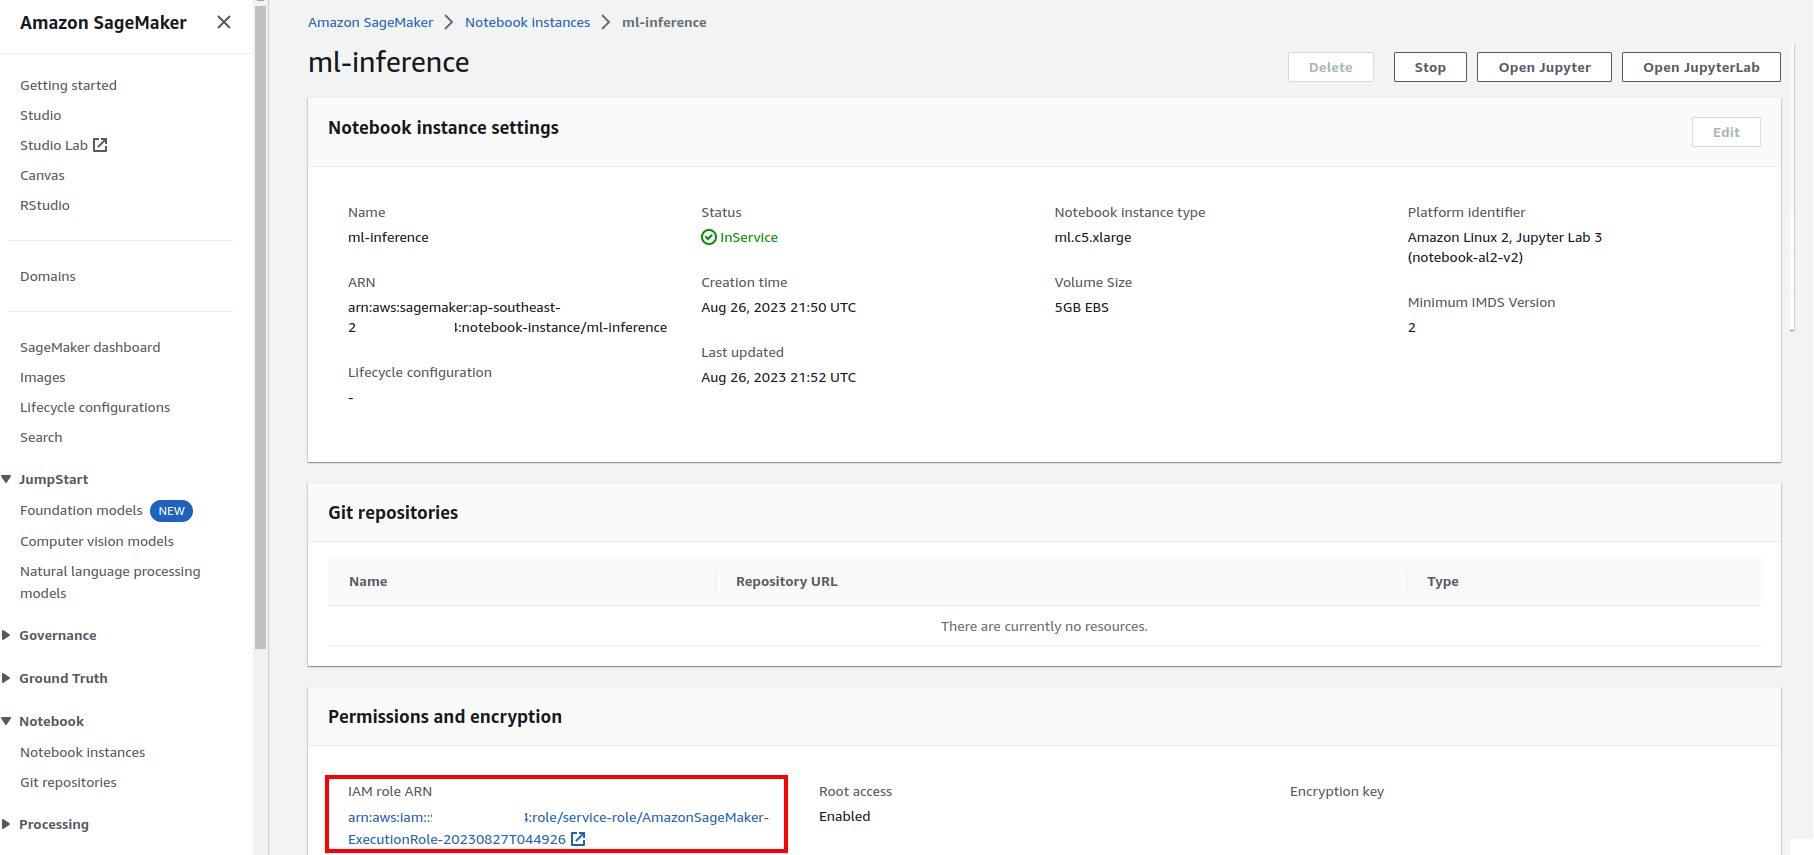 Amazon SageMaker
Getting started
Studio
Studio Lab
Canvas
RStudio
Domains
SageMaker dashboard
Images
Lifecycle configurations
Search
JumpStart
Foundation models NEW
Computer vision models
Natural language processing
models
Governance
Ground Truth
Notebook
Notebook instances
Git repositories
Processing
Amazon SageMaker > Notebook instances > ml-inference
ml-inference
Delete
Stop
Open Jupyter
Open JupyterLab
Notebook instance settings
Edit
Name
ml-inference
ARN
arn:aws:sagemaker:ap-southeast-
2 4:notebook-instance/ml-inference
Lifecycle configuration
-
Status
InService
Creation time
Aug 26, 2023 21:50 UTC
Last updated
Aug 26, 2023 21:52 UTC
Notebook instance type
ml.c5.xlarge
Volume Size
5GB EBS
Platform identifier
Amazon Linux 2, Jupyter Lab 3
(notebook-al2-v2)
Minimum IMDS Version
2
Git repositories
Name
Repository URL
Type
There are currently no resources.
Permissions and encryption
IAM role ARN
arn:aws:iam:: 4:role/service-role/AmazonSageMaker-
ExecutionRole-20230827T044926
Root access
Enabled
Encryption key